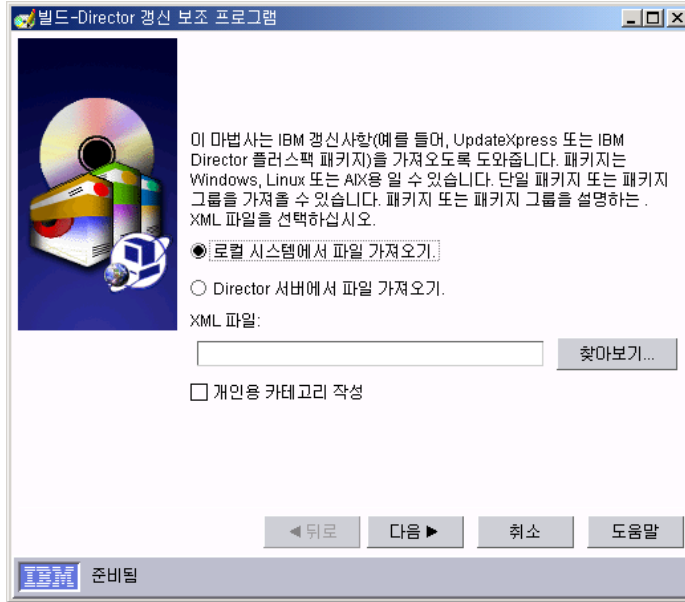 빌드-Director 갱신 보조 프로그램
이 마법사는 IBM 갱신사항(예를 들어, UpdateXpress 또는 IBM
Director 플러스팩 패키지)을 가져오도록 도와줍니다. 패키지는
Windows, Linux 또는 AIX용 일 수 있습니다. 단일 패키지 또는 패키지
그룹을 가져올 수 있습니다. 패키지 또는 패키지 그룹을 설명하는 .
XML 파일을 선택하십시오.
로컬 시스템에서 파일 가져오기.
Director 서버에서 파일 가져오기.
XML 파일:
찾아보기...
개인용 카테고리 작성
◀뒤로 다음▶ 취소 도움말
IBM 준비됨